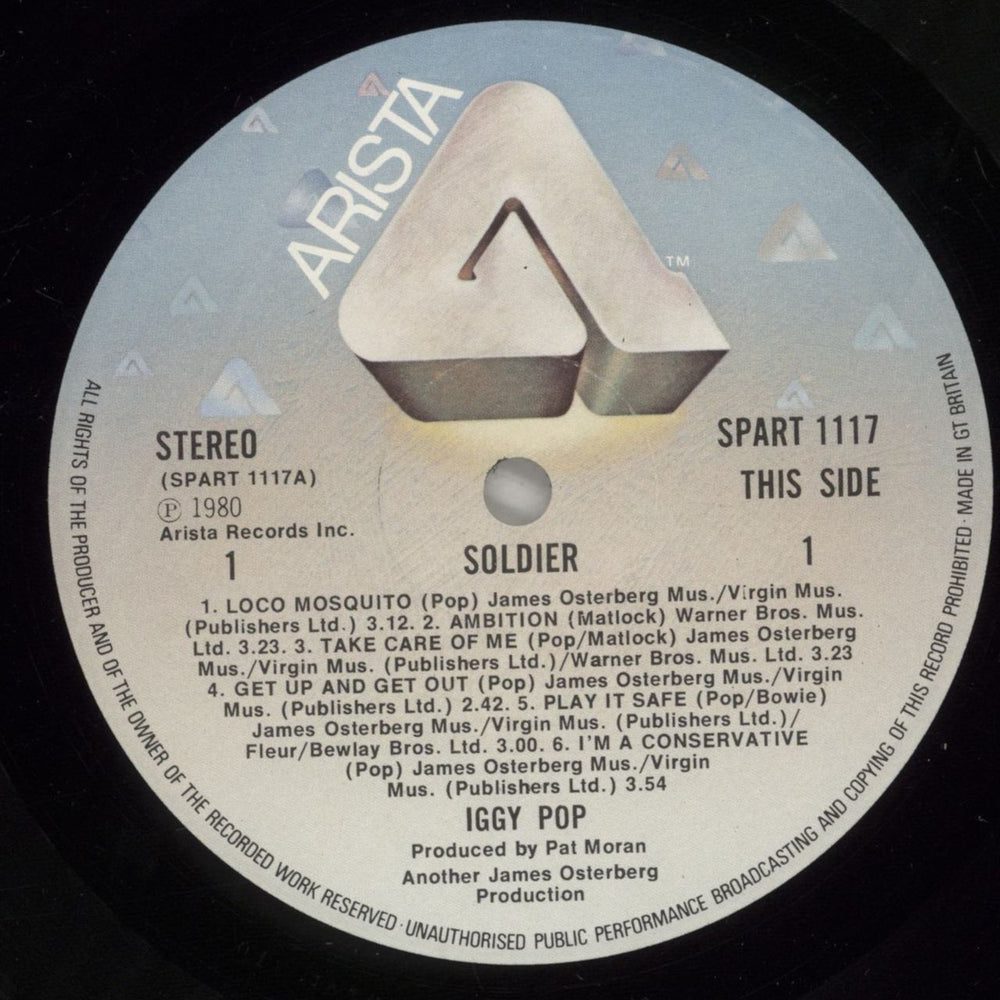 ARISTA
TM
STEREO
(SPART 1117A)
Ⓟ 1980
Arista Records Inc.
1
SPART 1117
THIS SIDE
1
SOLDIER
1. LOCO MOSQUITO (Pop) James Osterberg Mus./Virgin Mus.
(Publishers Ltd.) 3.12. 2. AMBITION (Matlock) Warner Bros. Mus.
Ltd. 3.23. 3. TAKE CARE OF ME (Pop/Matlock) James Osterberg
Mus./Virgin Mus. (Publishers Ltd.)/Warner Bros. Mus. Ltd. 3.23
4. GET UP AND GET OUT (Pop) James Osterberg Mus./Virgin
Mus. (Publishers Ltd.) 2.42. 5. PLAY IT SAFE (Pop/Bowie)
James Osterberg Mus./Virgin Mus. (Publishers Ltd.)/
Fleur/Bewlay Bros. Ltd. 3.00. 6. I'M A CONSERVATIVE
(Pop) James Osterberg Mus./Virgin
Mus. (Publishers Ltd.) 3.54
IGGY POP
Produced by Pat Moran
Another James Osterberg
Production
ALL RIGHTS OF THE PRODUCER AND OF THE OWNER OF THE RECORDED WORK RESERVED · UNAUTHORISED PUBLIC PERFORMANCE BROADCASTING AND COPYING OF THIS RECORD PROHIBITED · MADE IN GT BRITAIN